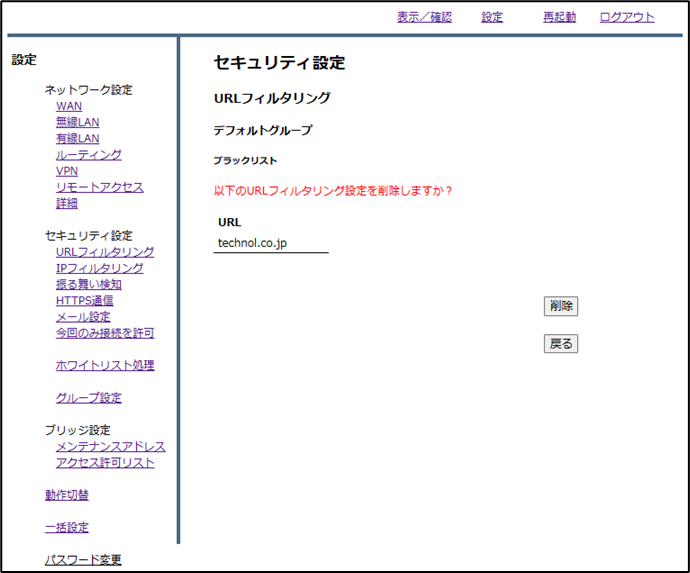 表示／確認 設定 再起動 ログアウト
設定
ネットワーク設定
WAN
無線LAN
有線LAN
ルーティング
VPN
リモートアクセス
詳細
セキュリティ設定
URLフィルタリング
IPフィルタリング
振る舞い検知
HTTPS通信
メール設定
今回のみ接続を許可
ホワイトリスト処理
グループ設定
ブリッジ設定
メンテナンスアドレス
アクセス許可リスト
動作切替
一括設定
パスワード変更
セキュリティ設定
URLフィルタリング
デフォルトグループ
ブラックリスト
以下のURLフィルタリング設定を削除しますか？
URL
technol.co.jp
削除
戻る